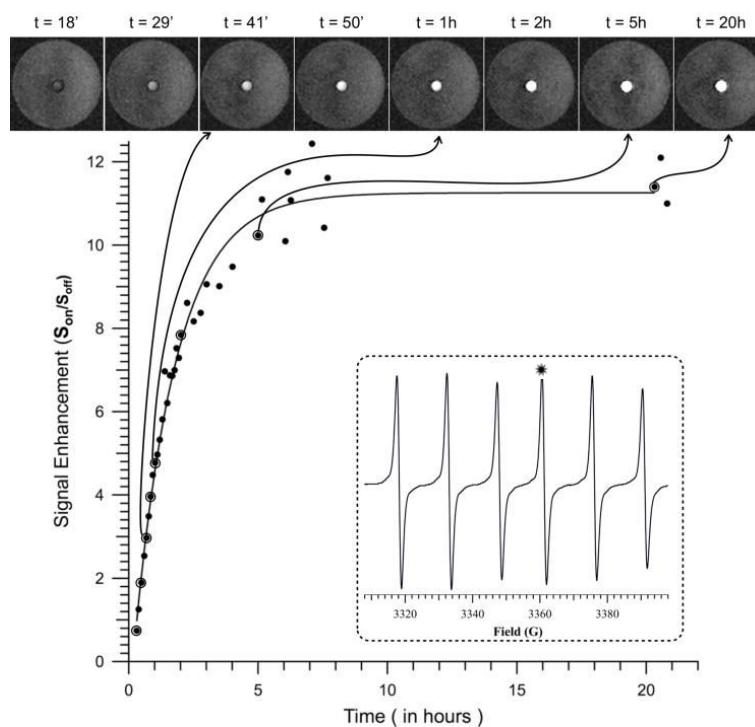 t = 18’ t = 29’ t = 41’ t = 50’ t = 1h t = 2h t = 5h t = 20h
12
10
8
6
4
2
0
Signal Enhancement (Son/soff)
3320 3340 3360 3380
Field (G)
0 5 10 15 20
Time ( in hours )